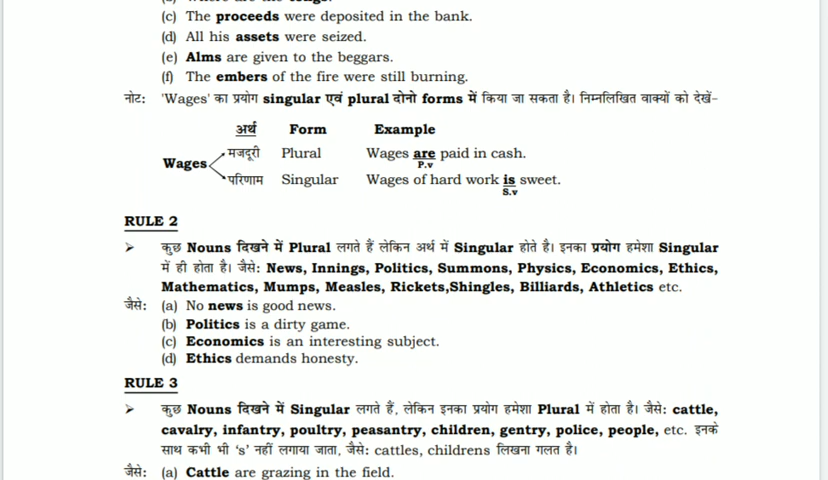 (c) The proceeds were deposited in the bank.
(d) All his assets were seized.
(e) Alms are given to the beggars.
(f) The embers of the fire were still burning.
नोट: 'Wages' का प्रयोग singular एवं plural दोनो forms में किया जा सकता है। निम्नलिखित वाक्यों को देखें–
अर्थ Form Example
मजदूरी Plural Wages are paid in cash.
P.v
Wages
परिणाम Singular Wages of hard work is sweet.
S.v
RULE 2
➢ कुछ Nouns दिखने में Plural लगते हैं लेकिन अर्थ में Singular होते है। इनका प्रयोग हमेशा Singular
में ही होता है। जैसे: News, Innings, Politics, Summons, Physics, Economics, Ethics,
Mathematics, Mumps, Measles, Rickets,Shingles, Billiards, Athletics etc.
जैसे: (a) No news is good news.
(b) Politics is a dirty game.
(c) Economics is an interesting subject.
(d) Ethics demands honesty.
RULE 3
➢ कुछ Nouns दिखने में Singular लगते हैं, लेकिन इनका प्रयोग हमेशा Plural में होता है। जैसे: cattle,
cavalry, infantry, poultry, peasantry, children, gentry, police, people, etc. इनके
साथ कभी भी 's' नहीं लगाया जाता, जैसे: cattles, childrens लिखना गलत है।
जैसे: (a) Cattle are grazing in the field.